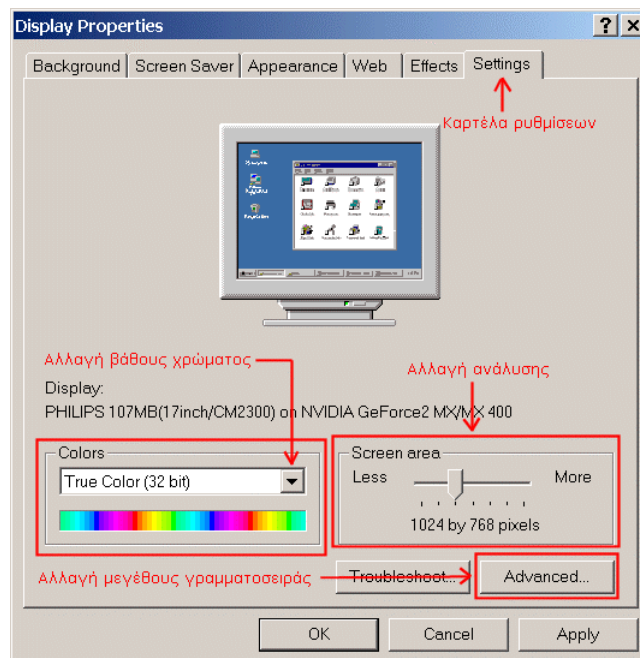 Display Properties
Background Screen Saver Appearance Web Effects Settings
Καρτέλα ρυθμίσεων
Αλλαγή βάθους χρώματος
Αλλαγή ανάλυσης
Display:
PHILIPS 107MB(17inch/CM2300) on NVIDIA GeForce2 MX/MX 400
Colors
True Color (32 bit)
Screen area
Less More
1024 by 768 pixels
Αλλαγή μεγέθους γραμματοσειράς
Troubleshoot... Advanced...
OK Cancel Apply